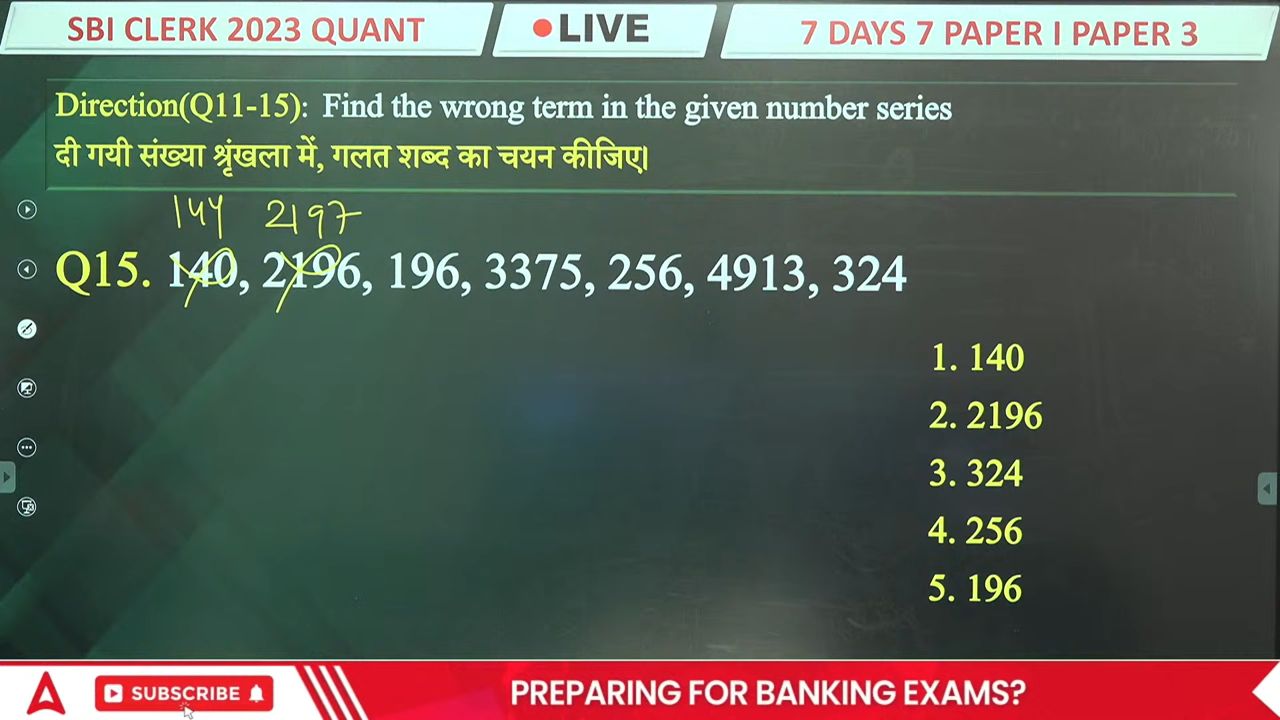 SBI CLERK 2023 QUANT
LIVE
7 DAYS 7 PAPER I PAPER 3
Direction(Q11-15): Find the wrong term in the given number series
दी गयी संख्या श्रृंखला में, गलत शब्द का चयन कीजिए।
144 2197
Q15. 140, 2196, 196, 3375, 256, 4913, 324
1. 140
2. 2196
3. 324
4. 256
5. 196
SUBSCRIBE
PREPARING FOR BANKING EXAMS?